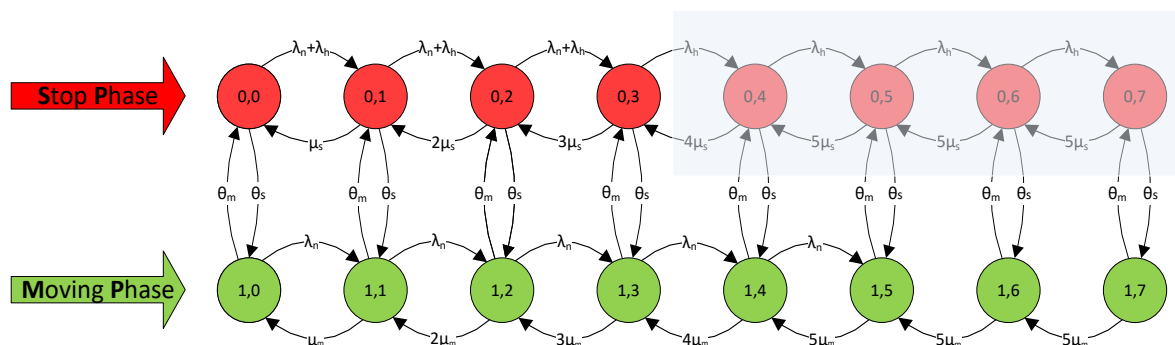 λn+λh λn+λh λn+λh λh λh λh λh
Stop Phase 0,0 0,1 0,2 0,3 0,4 0,5 0,6 0,7
μs 2μs 3μs 4μs 5μs 5μs 5μs
θm θs θm θs θm θs θm θs θm θs θm θs θm θs θm θs
λn λn λn λn λn
Moving Phase 1,0 1,1 1,2 1,3 1,4 1,5 1,6 1,7
μm 2μm 3μm 4μm 5μm 5μm 5μm